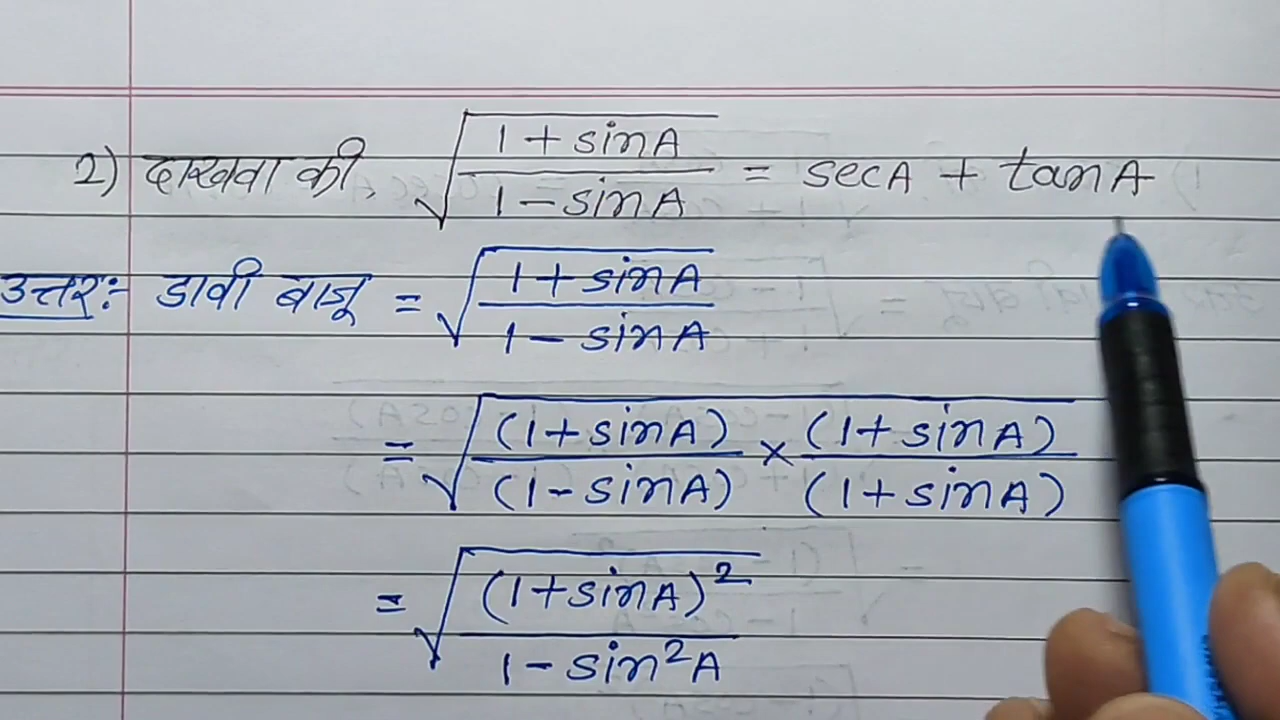 2) दाखवा की, √((1 + sinA)/(1 - sinA)) = secA + tanA
उत्तर:- डावी बाजू = √((1 + sinA)/(1 - sinA))
= √((1+sinA)/(1-sinA) × (1+sinA)/(1+sinA))
= √((1+sinA)²/(1-sin²A))